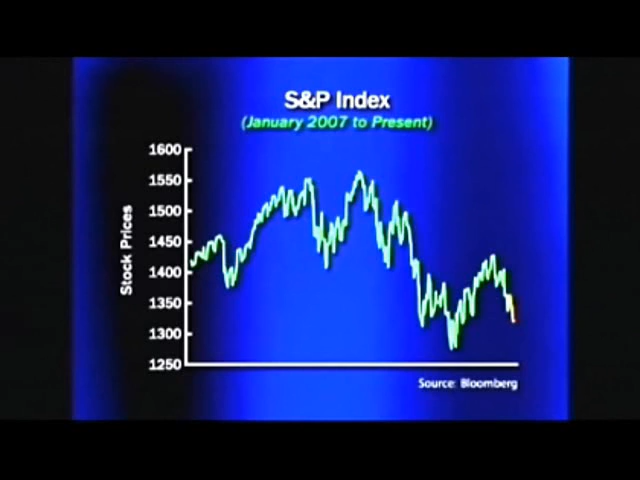 S&P Index
(January 2007 to Present)
Stock Prices
1600
1550
1500
1450
1400
1350
1300
1250
Source: Bloomberg